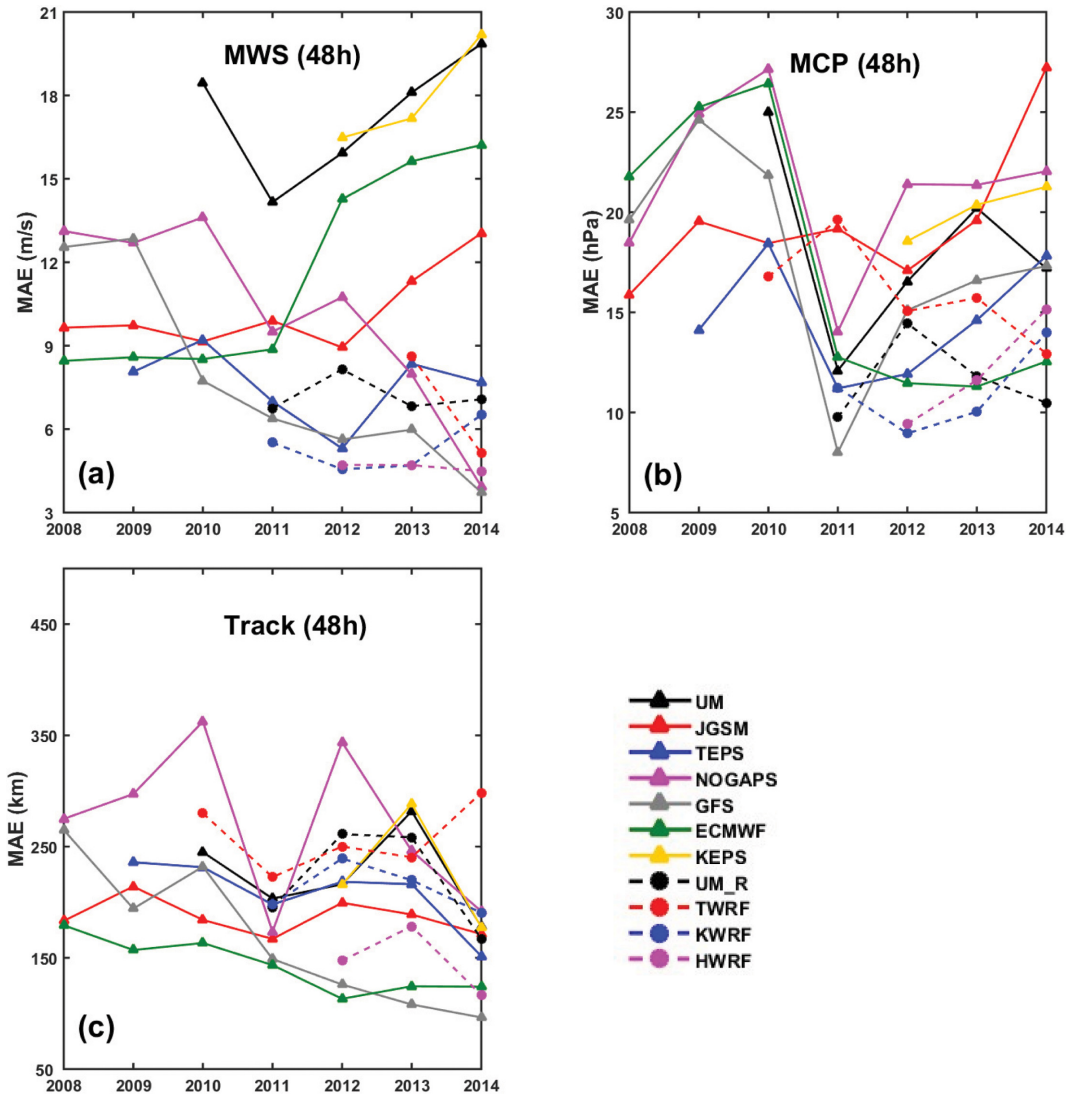 MWS (48h)
21
18
15
12
9
6
3
MAE (m/s)
(a)
2008 2009 2010 2011 2012 2013 2014
MCP (48h)
30
25
20
15
10
5
MAE (hPa)
(b)
2008 2009 2010 2011 2012 2013 2014
Track (48h)
450
350
250
150
50
MAE (km)
(c)
2008 2009 2010 2011 2012 2013 2014
UM
JGSM
TEPS
NOGAPS
GFS
ECMWF
KEPS
UM_R
TWRF
KWRF
HWRF